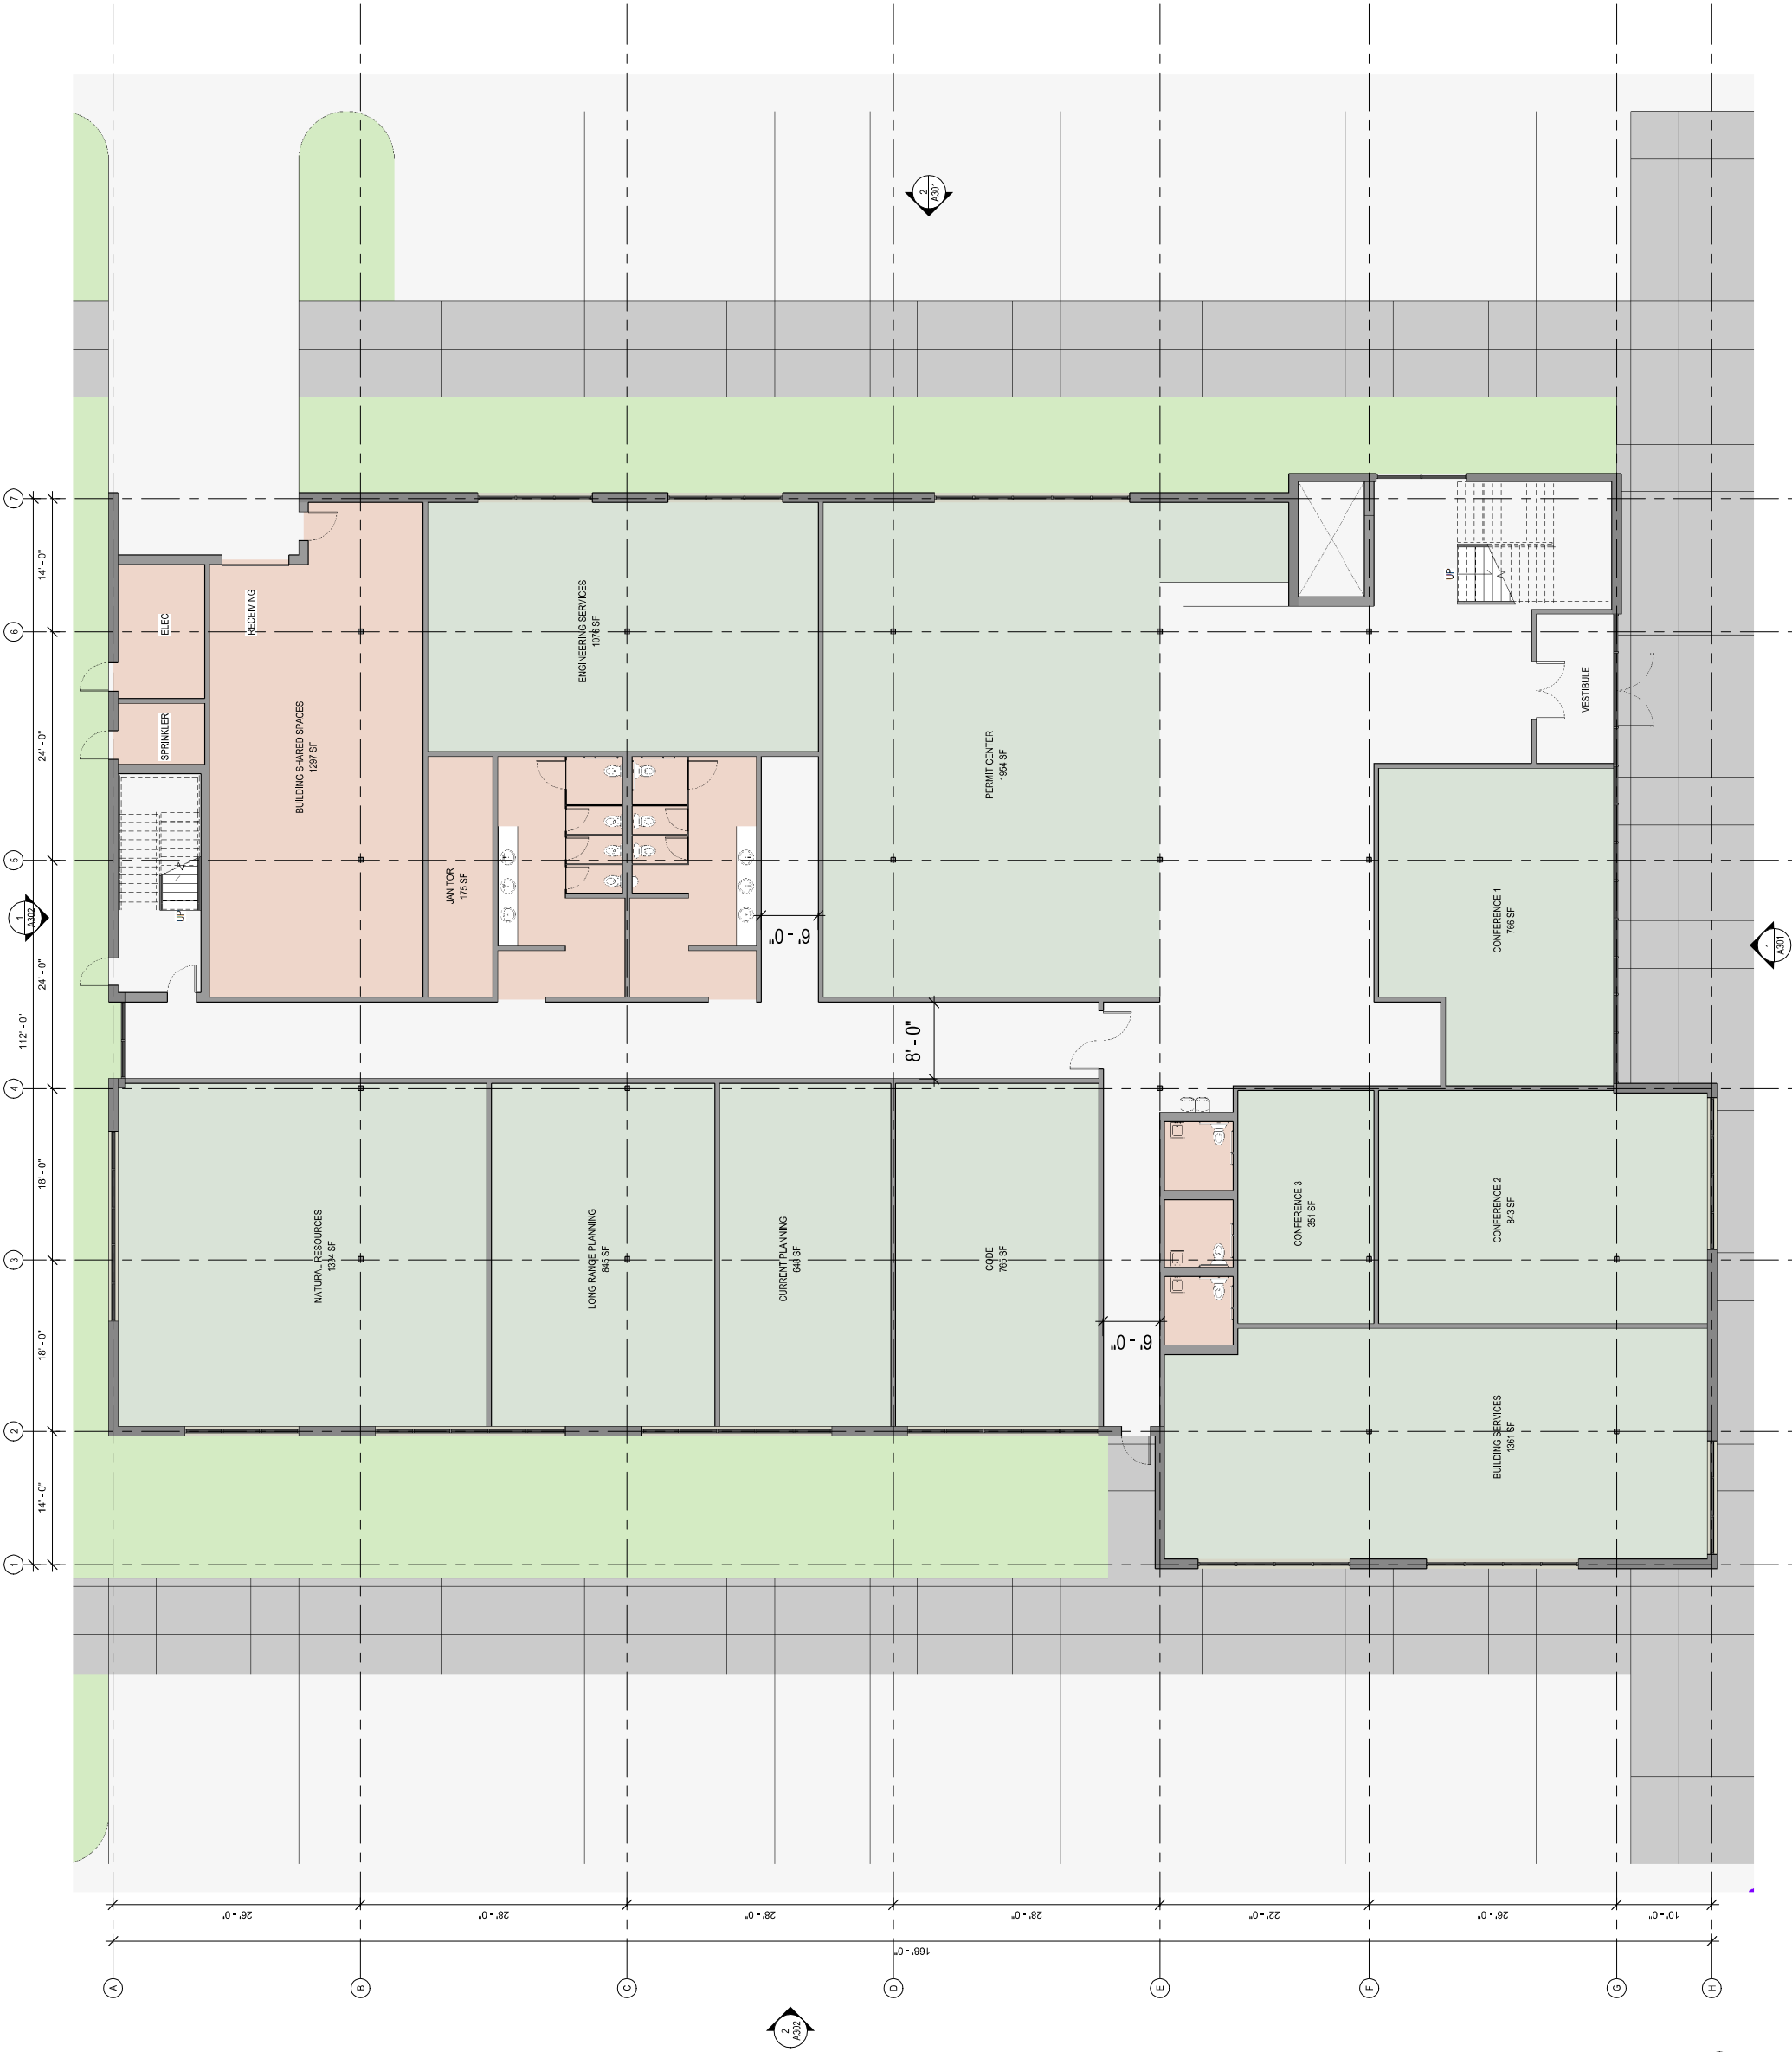 2
A301
7
14' - 0"
ELEC
RECEIVING
UP
6
ENGINEERING SERVICES
1076 SF
VESTIBULE
24' - 0"
SPRINKLER
BUILDING SHARED SPACES
1297 SF
PERMIT CENTER
1954 SF
5
JANITOR
175 SF
1
A302
UP
6' - 0"
CONFERENCE 1
766 SF
1
A301
24' - 0"
112' - 0"
8' - 0"
4
18' - 0"
NATURAL RESOURCES
1394 SF
LONG RANGE PLANNING
845 SF
CURRENT PLANNING
648 SF
CODE
765 SF
CONFERENCE 3
351 SF
CONFERENCE 2
843 SF
3
18' - 0"
6' - 0"
2
BUILDING SERVICES
1361 SF
14' - 0"
1
26' - 0"
28' - 0"
28' - 0"
28' - 0"
22' - 0"
26' - 0"
10' - 0"
168' - 0"
A
B
C
D
E
F
G
H
2
A302